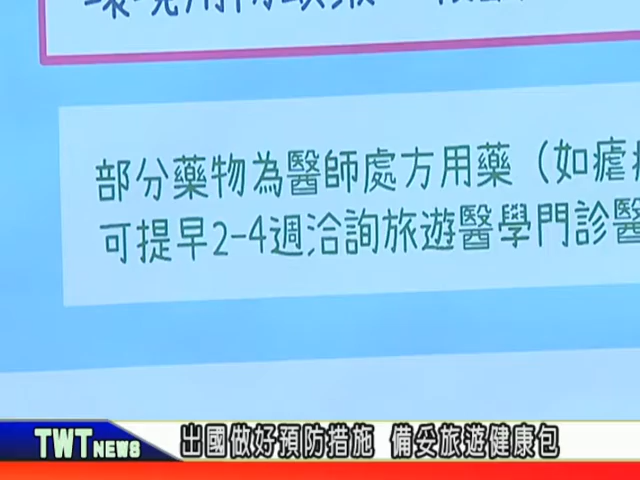 部分藥物為醫師處方用藥（如瘧
可提早2-4週洽詢旅遊醫學門診醫
TWT NEWS
出國做好預防措施 備妥旅遊健康包